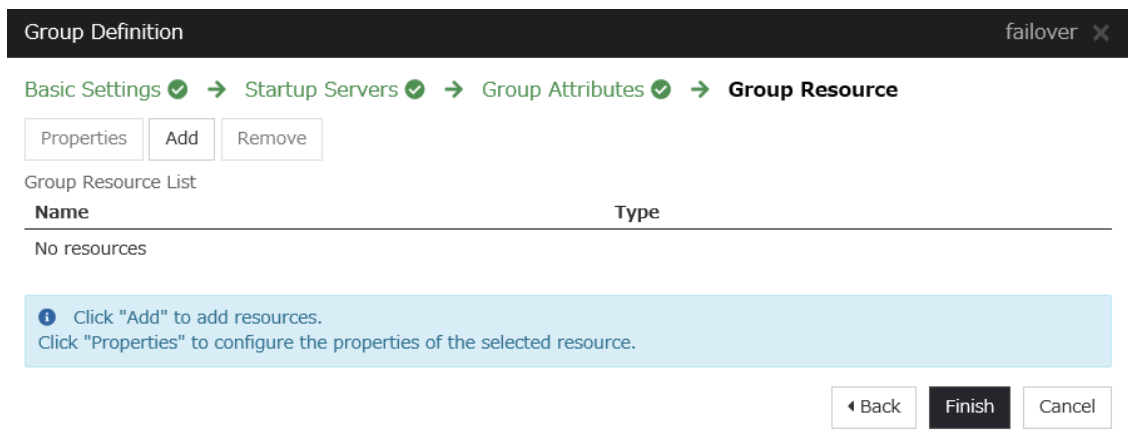 Group Definition failover
Basic Settings → Startup Servers → Group Attributes → Group Resource
Properties Add Remove
Group Resource List
Name Type
No resources
Click "Add" to add resources.
Click "Properties" to configure the properties of the selected resource.
Back Finish Cancel